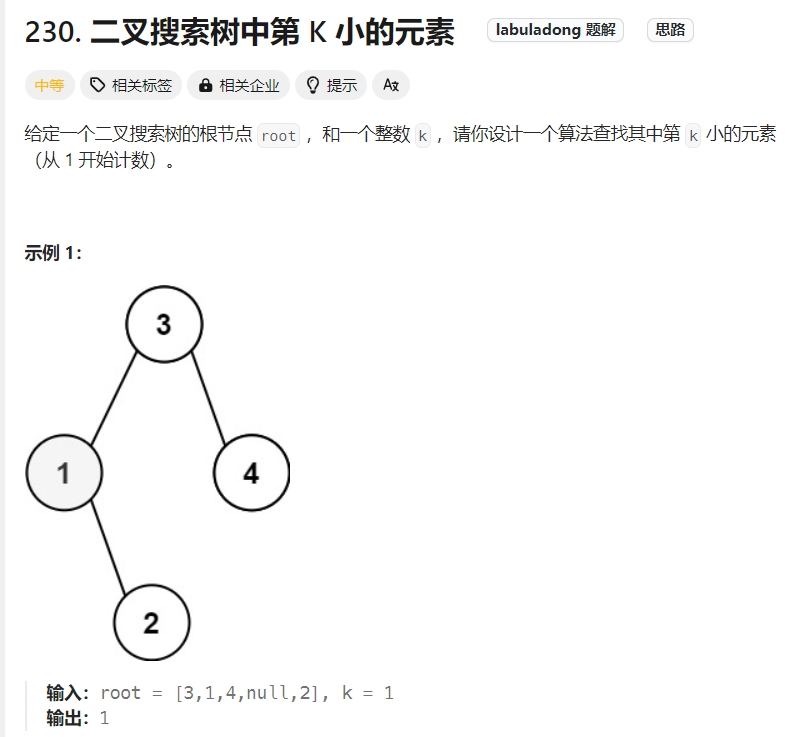 230. 二叉搜索树中第 K 小的元素 labuladong 题解 思路
中等 相关标签 相关企业 提示 Aあ
给定一个二叉搜索树的根节点 root ，和一个整数 k ，请你设计一个算法查找其中第 k 小的元素
（从 1 开始计数）。
示例 1：
3
1 4
2
输入：root = [3,1,4,null,2], k = 1
输出：1